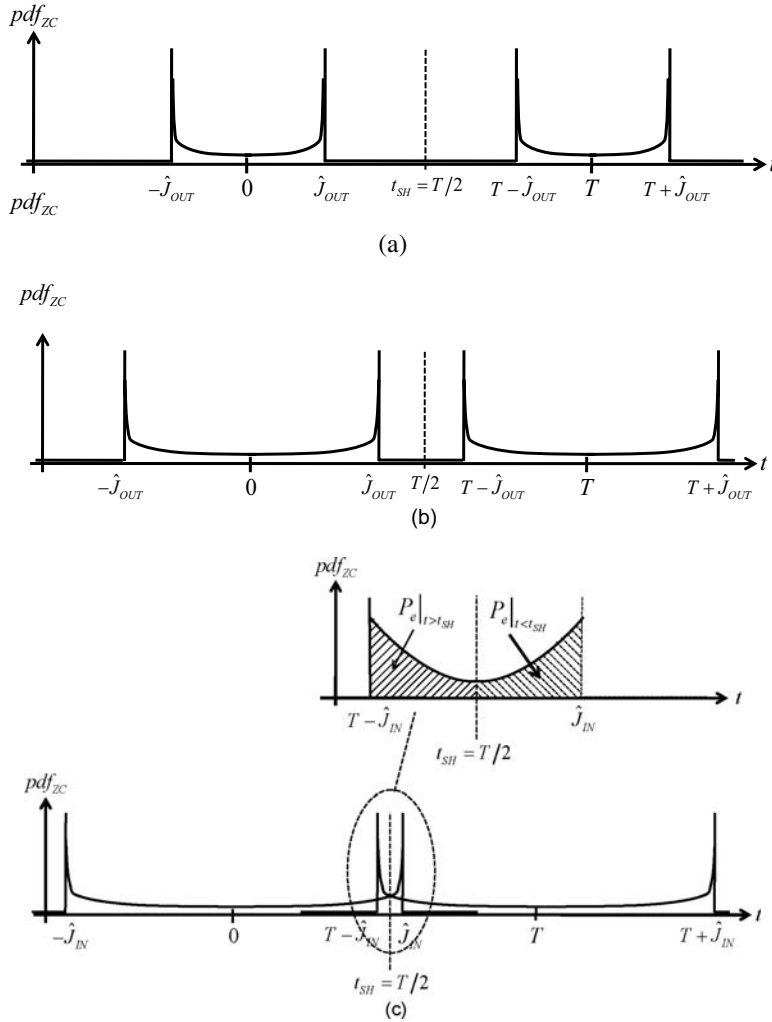 pdf_ZC
−Ĵ_OUT 0 Ĵ_OUT t_SH = T/2 T − Ĵ_OUT T T + Ĵ_OUT t
pdf_ZC
(a)
pdf_ZC
−Ĵ_OUT 0 Ĵ_OUT T/2 T − Ĵ_OUT T T + Ĵ_OUT t
(b)
pdf_ZC
P_e|_{t>t_SH} P_e|_{t<t_SH}
T − Ĵ_IN Ĵ_IN t
t_SH = T/2
pdf_ZC
−Ĵ_IN 0 T − Ĵ_IN Ĵ_IN T T + Ĵ_IN t
t_SH = T/2
(c)